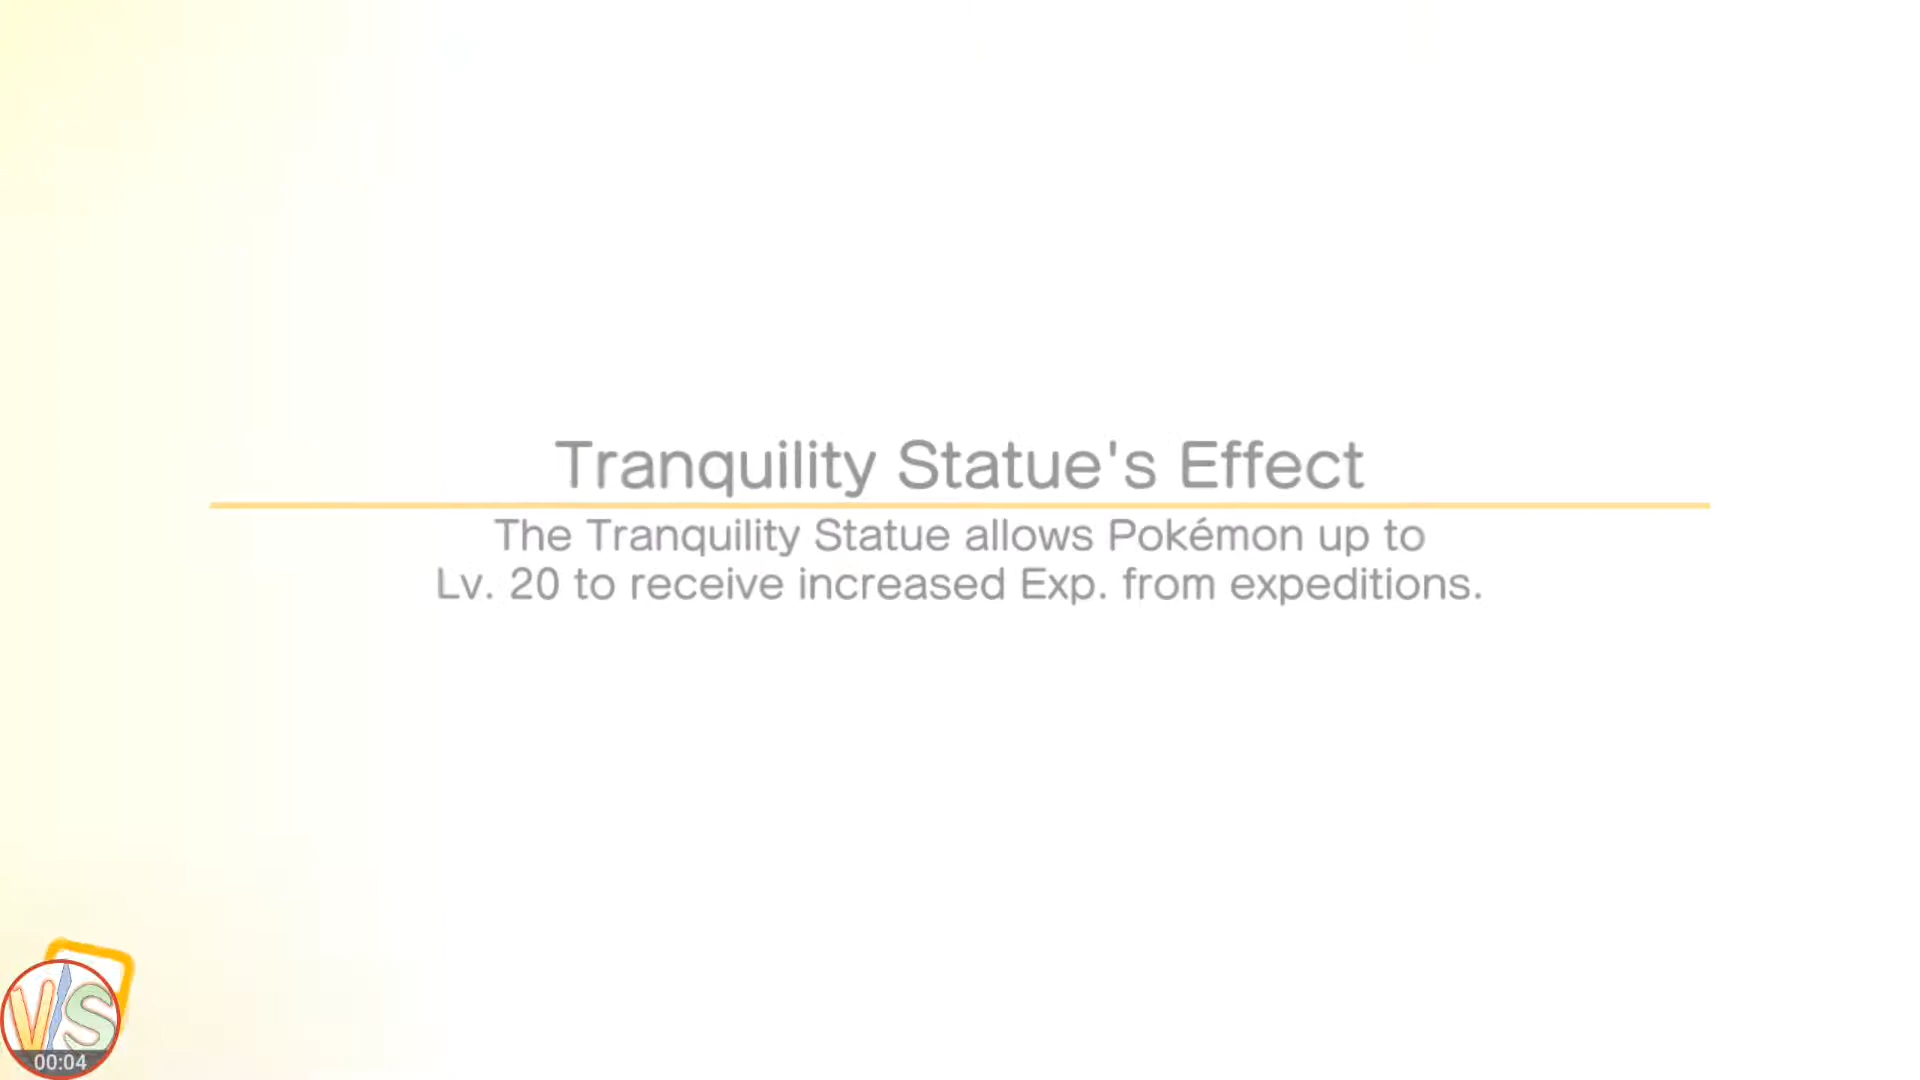 Tranquility Statue's Effect
The Tranquility Statue allows Pokémon up to
Lv. 20 to receive increased Exp. from expeditions.
VS
00:04